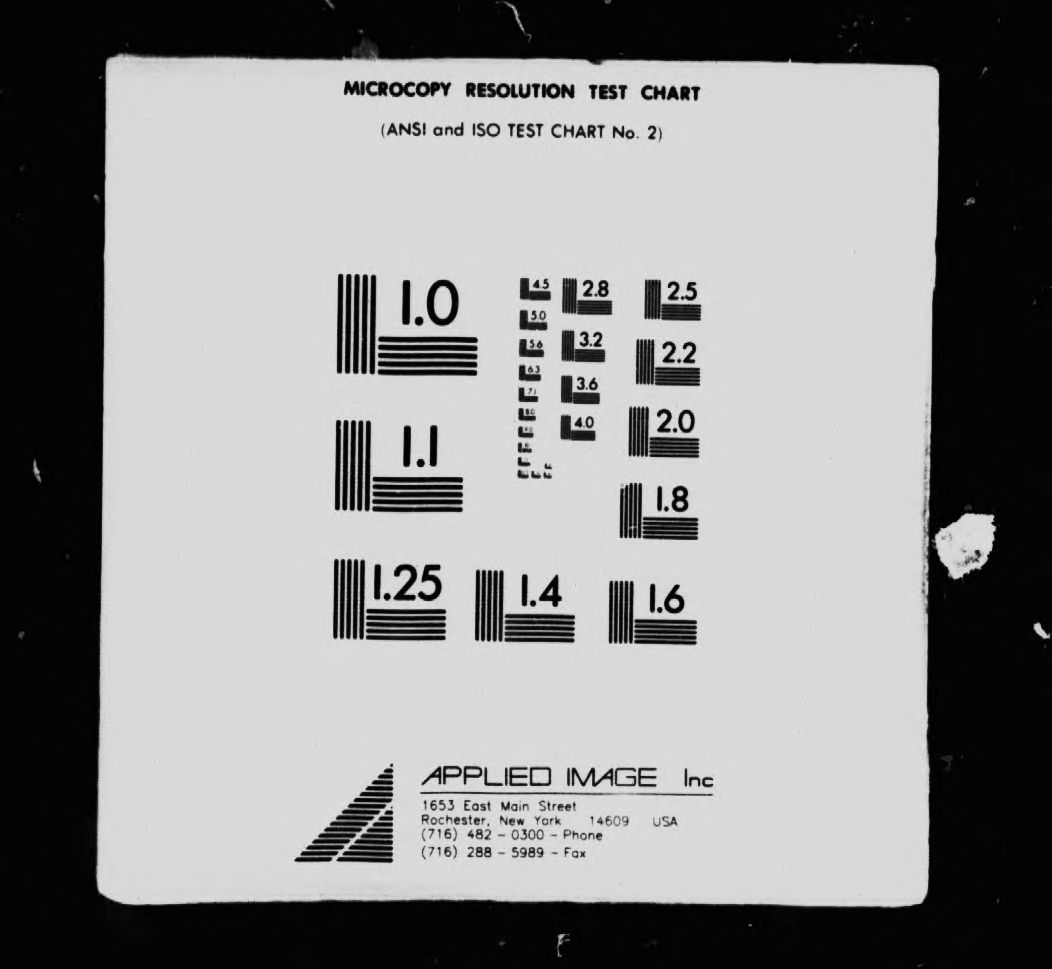 MICROCOPY RESOLUTION TEST CHART
(ANSI and ISO TEST CHART No. 2)
1.0
1.1
1.25
1.4
1.6
1.8
2.0
2.2
2.5
2.8
3.2
3.6
4.0
4.5
5.0
5.6
6.3
7.1
8.0
9.0
APPLIED IMAGE Inc
1653 East Main Street
Rochester, New York 14609 USA
(716) 482 - 0300 - Phone
(716) 288 - 5989 - Fax